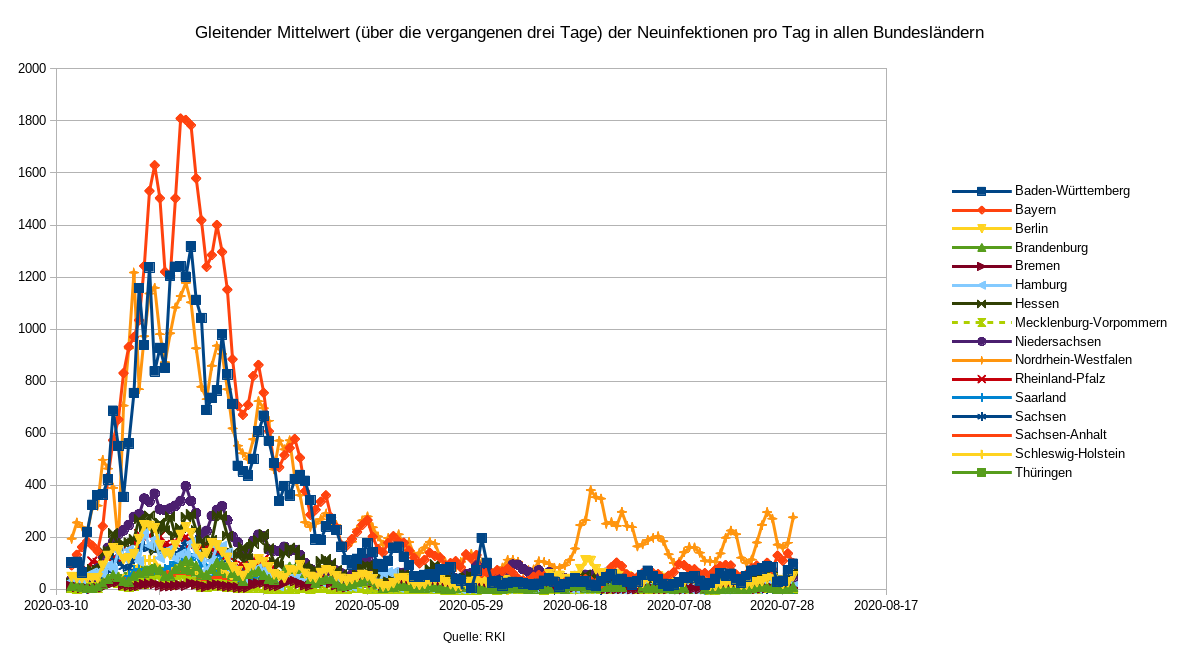 Gleitender Mittelwert (über die vergangenen drei Tage) der Neuinfektionen pro Tag in allen Bundesländern
2000
1800
1600
1400
1200
1000
800
600
400
200
0
2020-03-10 2020-03-30 2020-04-19 2020-05-09 2020-05-29 2020-06-18 2020-07-08 2020-07-28 2020-08-17
Quelle: RKI
Baden-Württemberg
Bayern
Berlin
Brandenburg
Bremen
Hamburg
Hessen
Mecklenburg-Vorpommern
Niedersachsen
Nordrhein-Westfalen
Rheinland-Pfalz
Saarland
Sachsen
Sachsen-Anhalt
Schleswig-Holstein
Thüringen